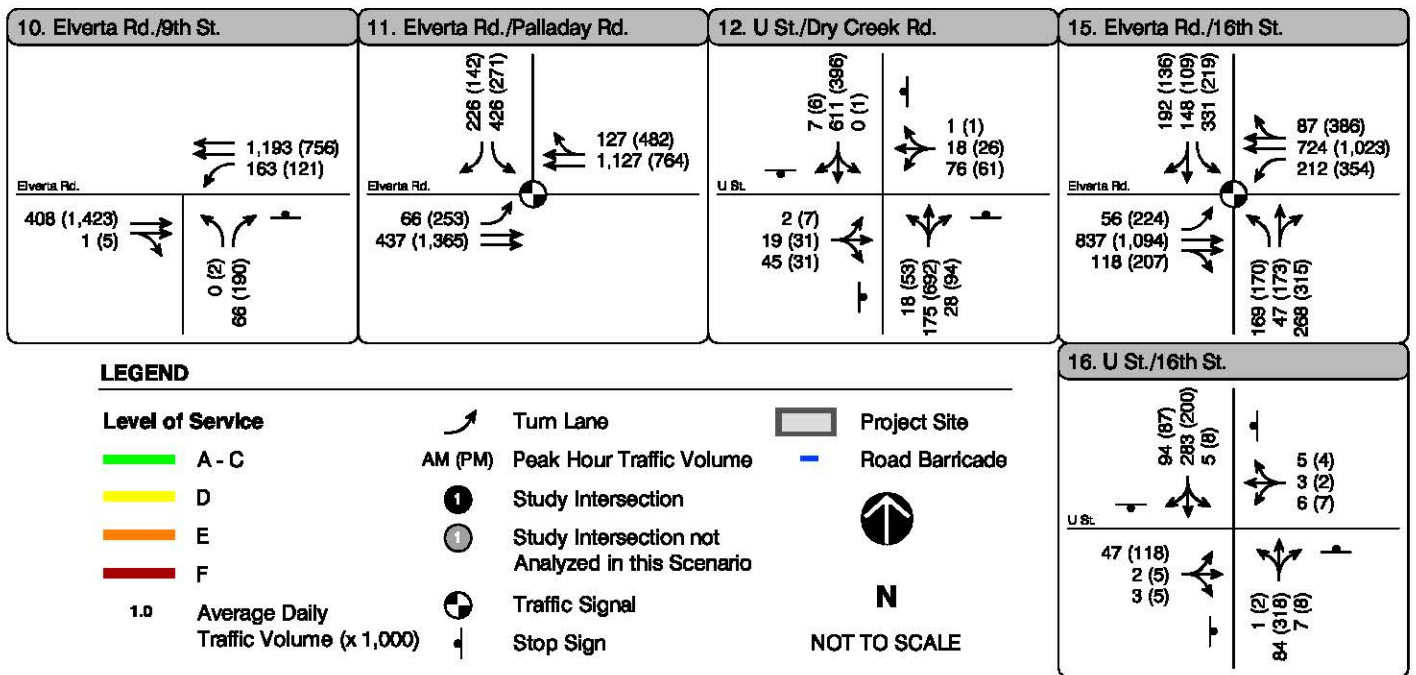 10. Elverta Rd./9th St.
1,193 (756)
163 (121)
Elverta Rd.
408 (1,423)
1 (5)
0 (2)
66 (190)
11. Elverta Rd./Palladay Rd.
226 (142)
426 (271)
127 (482)
1,127 (764)
Elverta Rd.
66 (253)
437 (1,365)
12. U St./Dry Creek Rd.
7 (6)
611 (396)
0 (1)
1 (1)
18 (26)
76 (61)
U St.
2 (7)
19 (31)
45 (31)
18 (53)
175 (692)
28 (94)
15. Elverta Rd./16th St.
192 (136)
148 (109)
331 (219)
87 (386)
724 (1,023)
212 (354)
Elverta Rd.
56 (224)
837 (1,094)
118 (207)
169 (170)
47 (173)
268 (315)
16. U St./16th St.
94 (87)
283 (200)
5 (8)
5 (4)
3 (2)
6 (7)
U St.
47 (118)
2 (5)
3 (5)
1 (2)
84 (318)
7 (8)
LEGEND
Level of Service
A - C
D
E
F
1.0 Average Daily
Traffic Volume (x 1,000)
Turn Lane
AM (PM) Peak Hour Traffic Volume
1 Study Intersection
1 Study Intersection not
Analyzed in this Scenario
Traffic Signal
Stop Sign
Project Site
Road Barricade
N
NOT TO SCALE